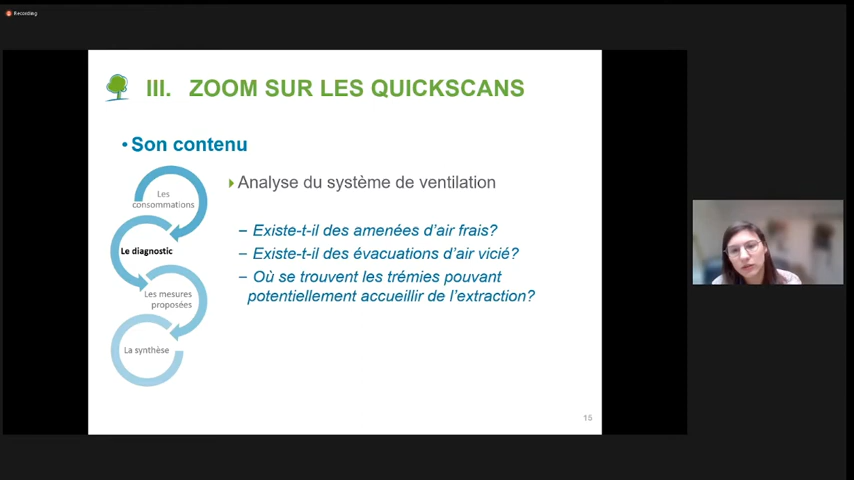 Recording
III. ZOOM SUR LES QUICKSCANS
• Son contenu
Les
consommations
Le diagnostic
Les mesures
proposées
La synthèse
Analyse du système de ventilation
– Existe-t-il des amenées d'air frais?
– Existe-t-il des évacuations d'air vicié?
– Où se trouvent les trémies pouvant
potentiellement accueillir de l'extraction?
16